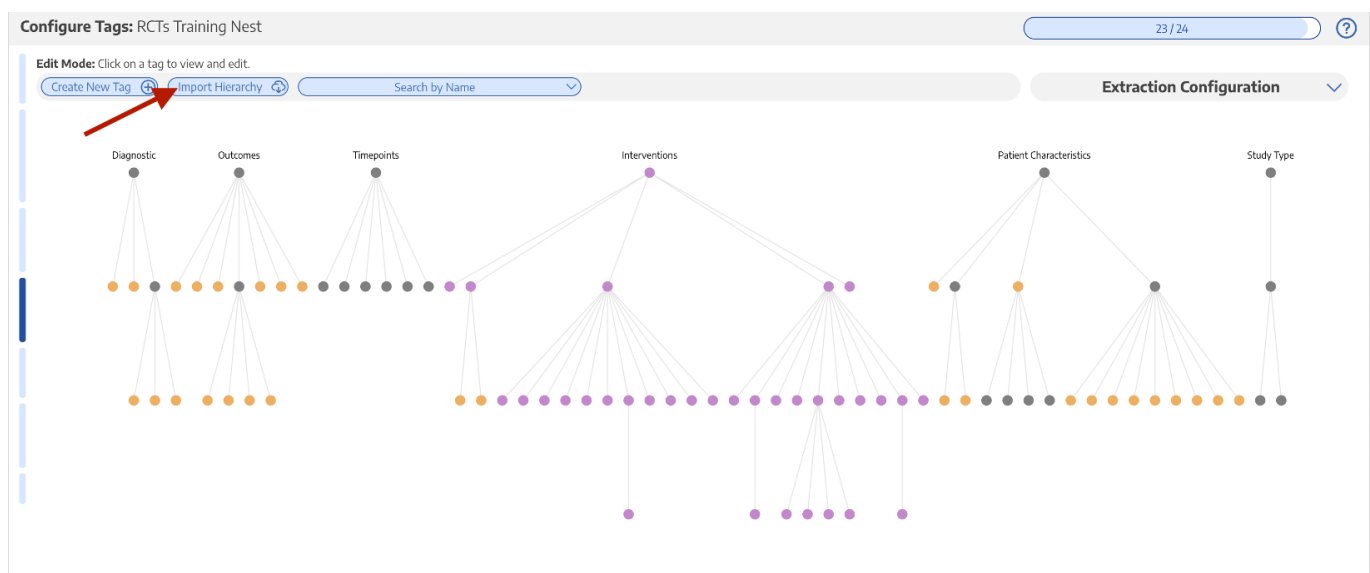 Configure Tags: RCTs Training Nest
23 / 24
?
Edit Mode: Click on a tag to view and edit.
Create New Tag
Import Hierarchy
Search by Name
Extraction Configuration
Diagnostic
Outcomes
Timepoints
Interventions
Patient Characteristics
Study Type